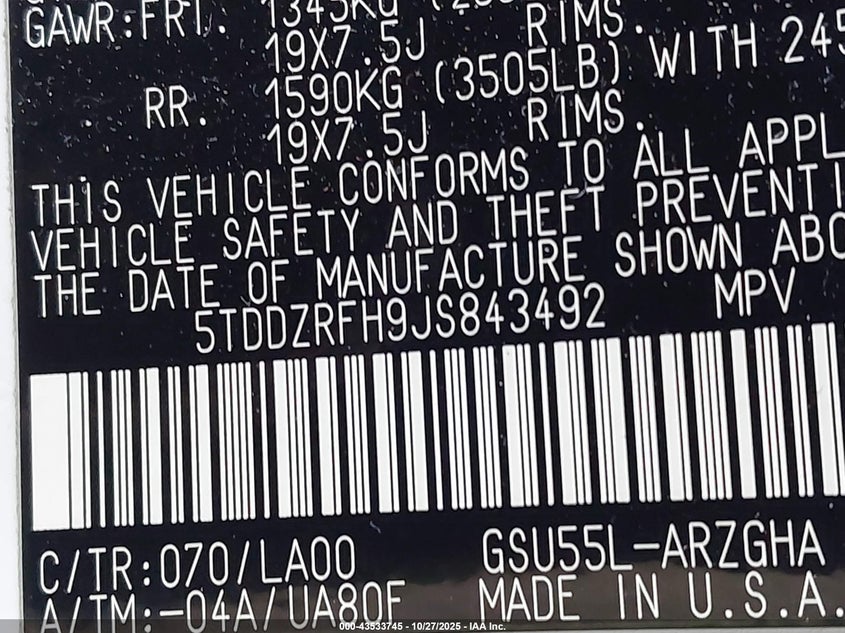 GAWR:FRT. 1345KG
19X7.5J RIMS.
RR. 1590KG (3505LB) WITH 245
19X7.5J RIMS.
THIS VEHICLE CONFORMS TO ALL APPL
VEHICLE SAFETY AND THEFT PREVENTI
THE DATE OF MANUFACTURE SHOWN ABO
5TDDZRFH9JS843492 MPV
C/TR:070/LA00 GSU55L-ARZGHA
A/TM:-04A/UA80F MADE IN U.S.A.
000-43533745 - 10/27/2025 - IAA Inc.